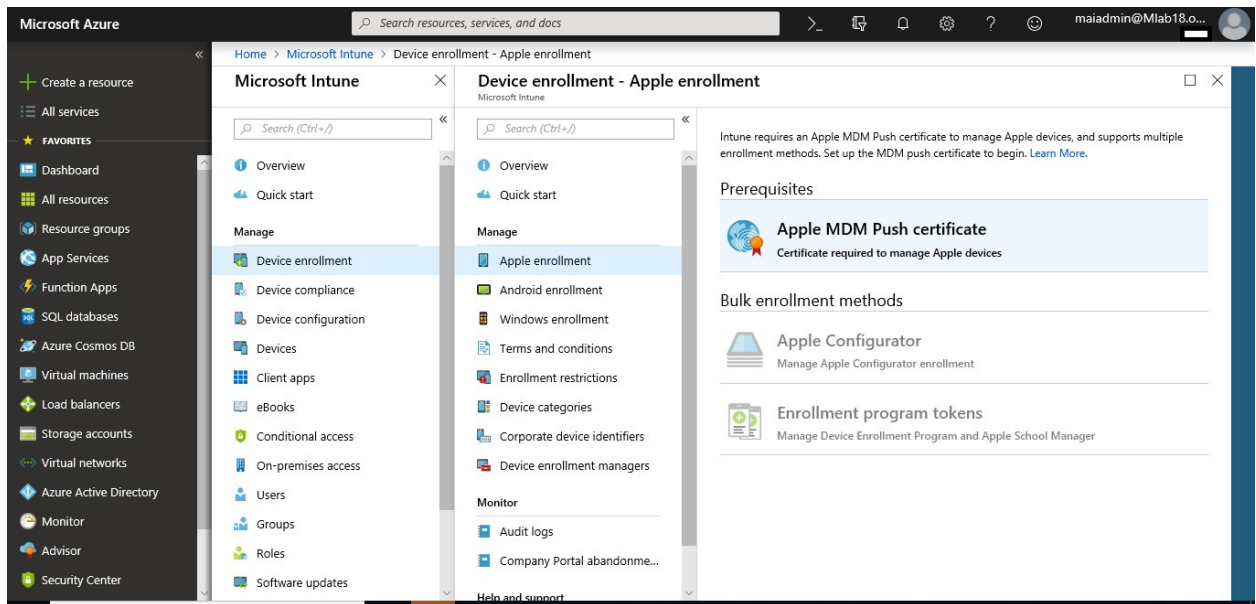 Microsoft Azure
Search resources, services, and docs
maiadmin@Mlab18.o...
Home > Microsoft Intune > Device enrollment - Apple enrollment
Create a resource
All services
FAVORITES
Dashboard
All resources
Resource groups
App Services
Function Apps
SQL databases
Azure Cosmos DB
Virtual machines
Load balancers
Storage accounts
Virtual networks
Azure Active Directory
Monitor
Advisor
Security Center
Microsoft Intune
Search (Ctrl+/)
Overview
Quick start
Manage
Device enrollment
Device compliance
Device configuration
Devices
Client apps
eBooks
Conditional access
On-premises access
Users
Groups
Roles
Software updates
Device enrollment - Apple enrollment
Microsoft Intune
Search (Ctrl+/)
Overview
Quick start
Manage
Apple enrollment
Android enrollment
Windows enrollment
Terms and conditions
Enrollment restrictions
Device categories
Corporate device identifiers
Device enrollment managers
Monitor
Audit logs
Company Portal abandonme...
Help and support
Intune requires an Apple MDM Push certificate to manage Apple devices, and supports multiple
enrollment methods. Set up the MDM push certificate to begin. Learn More.
Prerequisites
Apple MDM Push certificate
Certificate required to manage Apple devices
Bulk enrollment methods
Apple Configurator
Manage Apple Configurator enrollment
Enrollment program tokens
Manage Device Enrollment Program and Apple School Manager